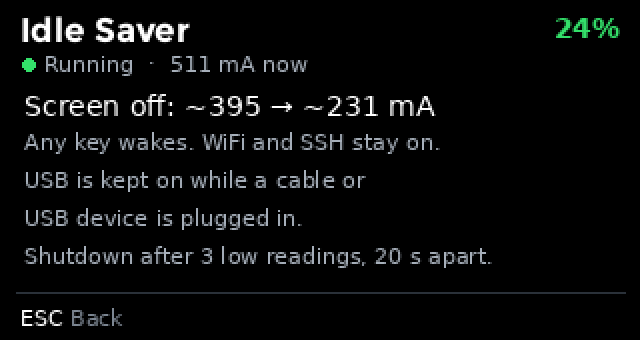 Idle Saver 24%
Running · 511 mA now
Screen off: ~395 → ~231 mA
Any key wakes. WiFi and SSH stay on.
USB is kept on while a cable or
USB device is plugged in.
Shutdown after 3 low readings, 20 s apart.
ESC Back